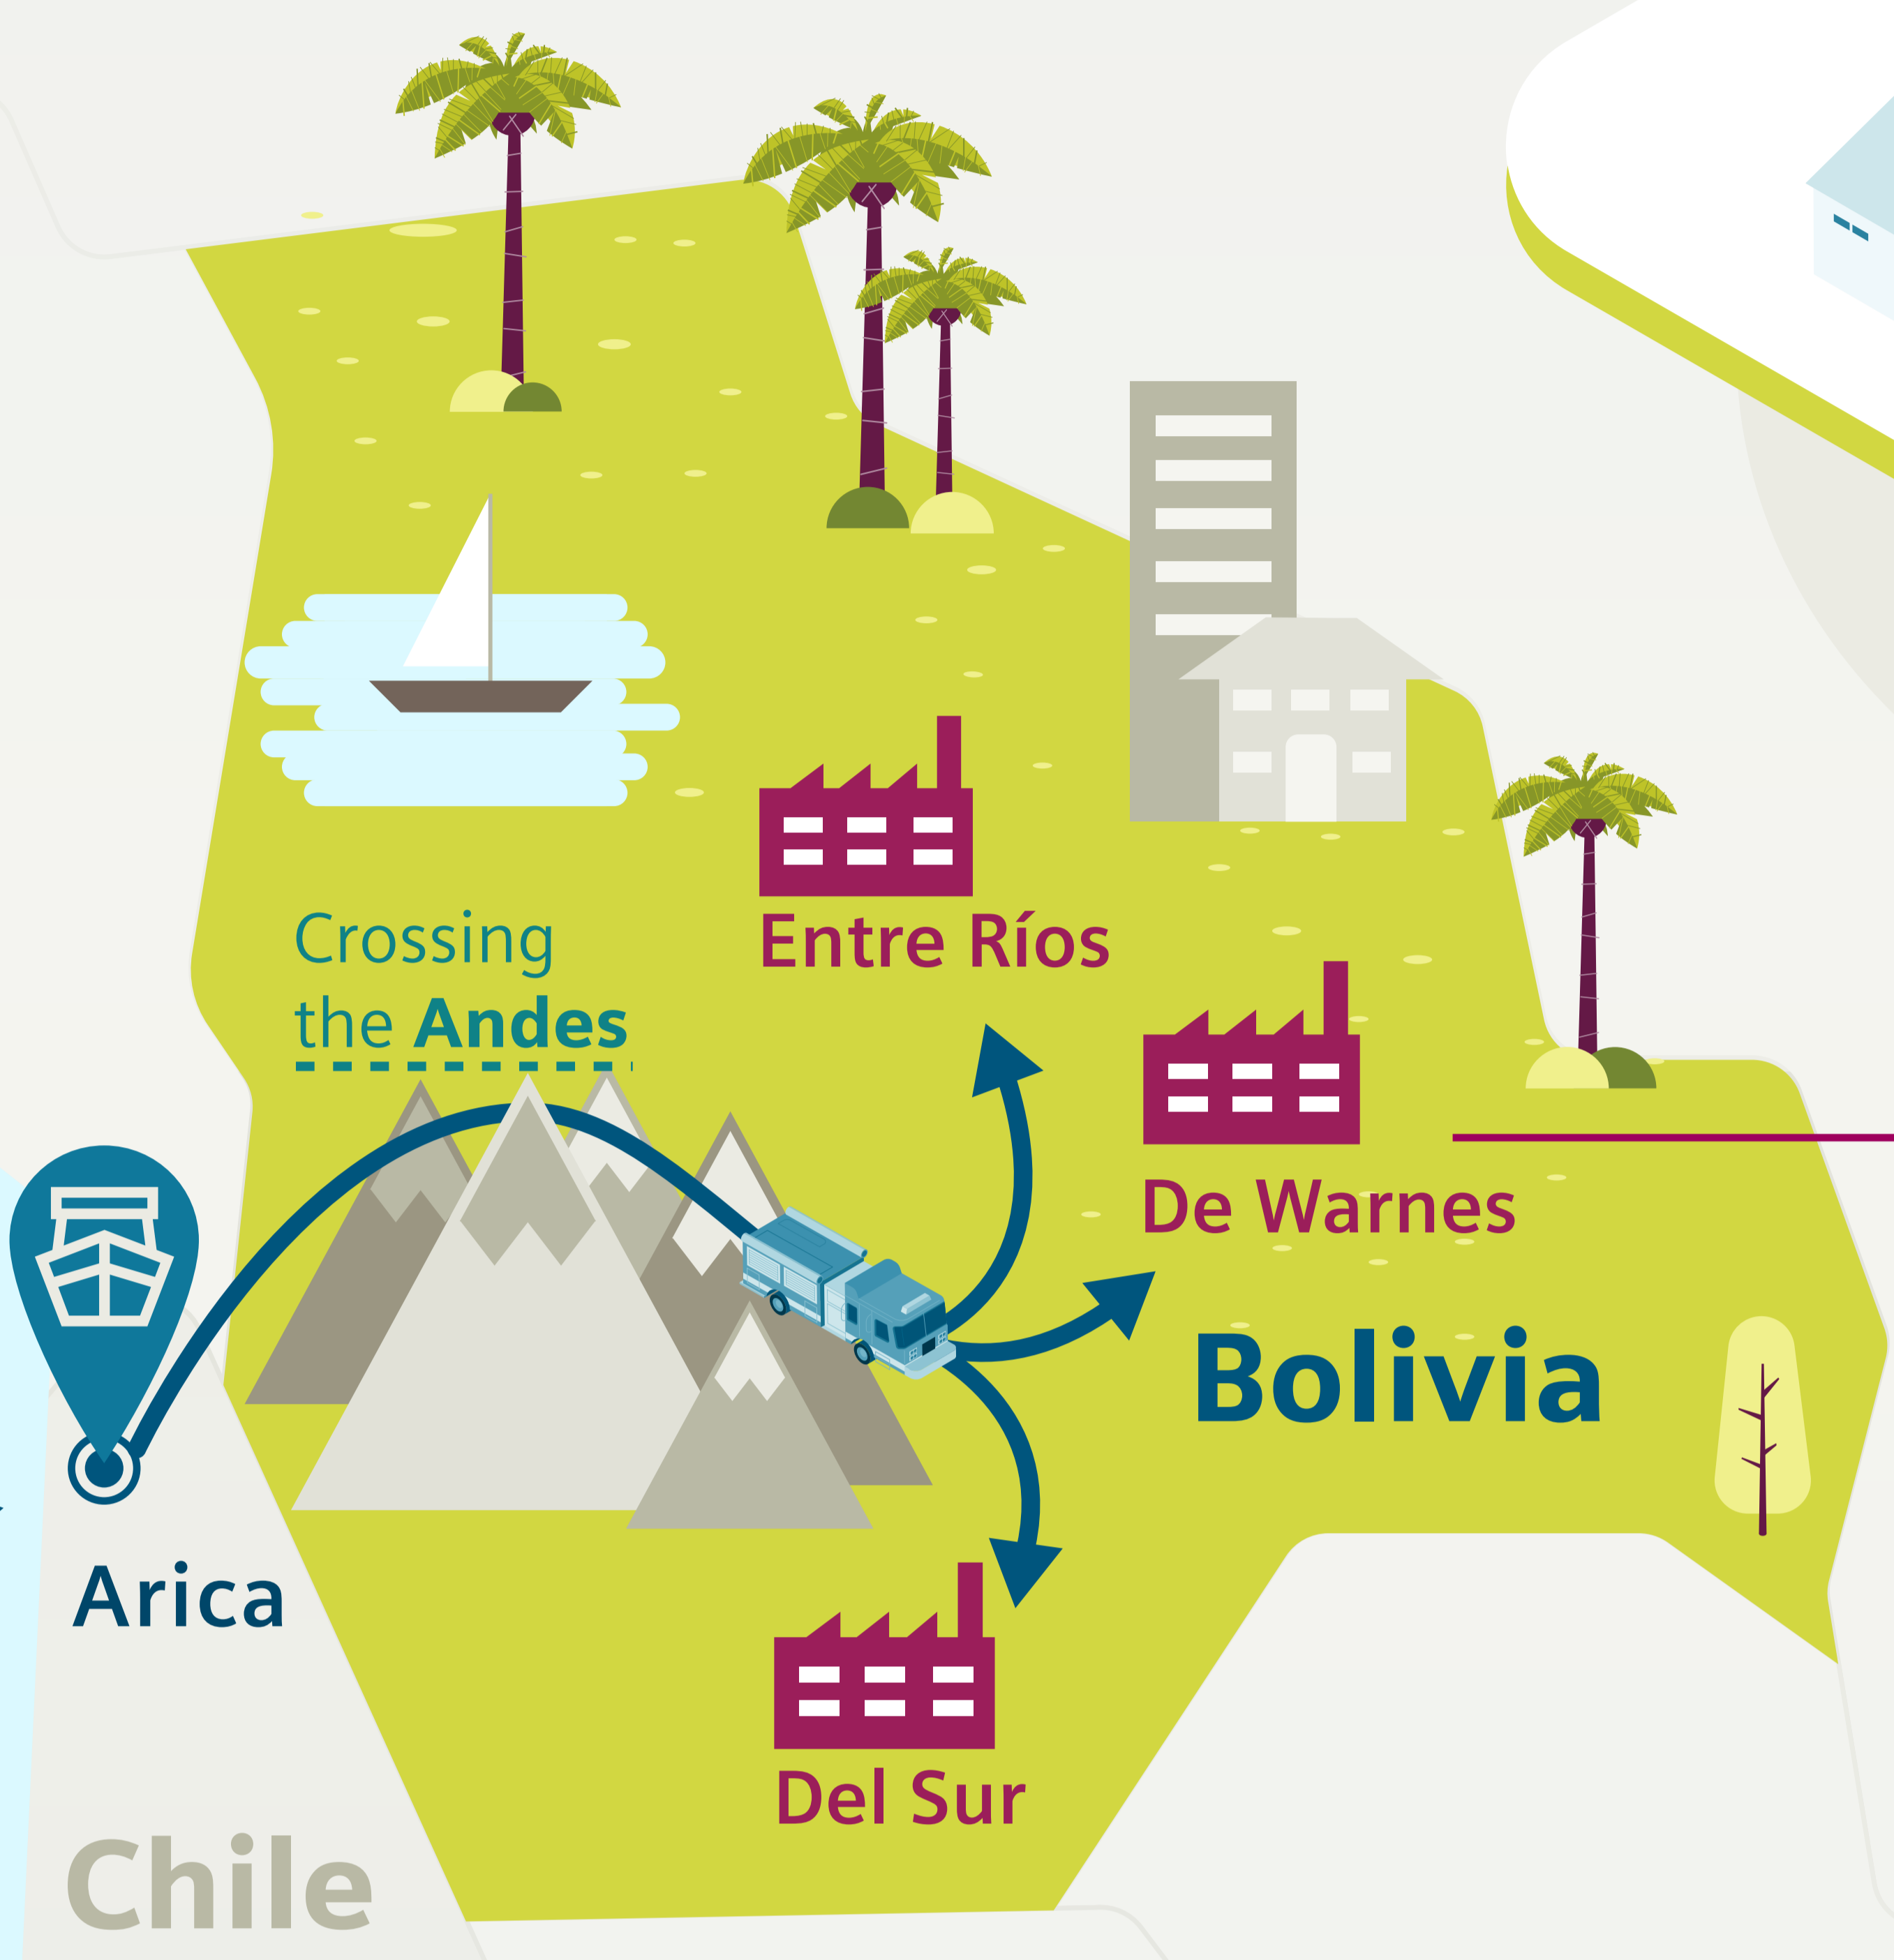 Crossing
the Andes
Entre Ríos
De Warnes
Bolivia
Arica
Del Sur
Chile